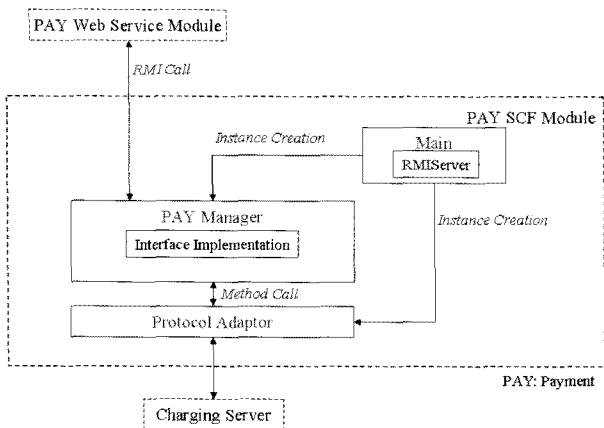 PAY Web Service Module
RMI Call
PAY SCF Module
Instance Creation
Main
RMIServer
PAY Manager
Interface Implementation
Instance Creation
Method Call
Protocol Adaptor
PAY: Payment
Charging Server